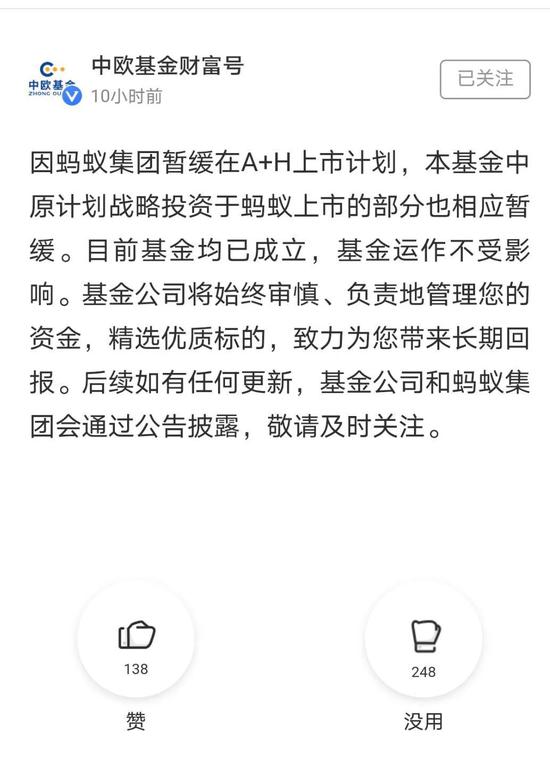 中欧基金财富号
10小时前
已关注
中欧基金
ZHONG OU
因蚂蚁集团暂缓在A+H上市计划，本基金中
原计划战略投资于蚂蚁上市的部分也相应暂
缓。目前基金均已成立，基金运作不受影
响。基金公司将始终审慎、负责地管理您的
资金，精选优质标的，致力为您带来长期回
报。后续如有任何更新，基金公司和蚂蚁集
团会通过公告披露，敬请及时关注。
138
赞
248
没用